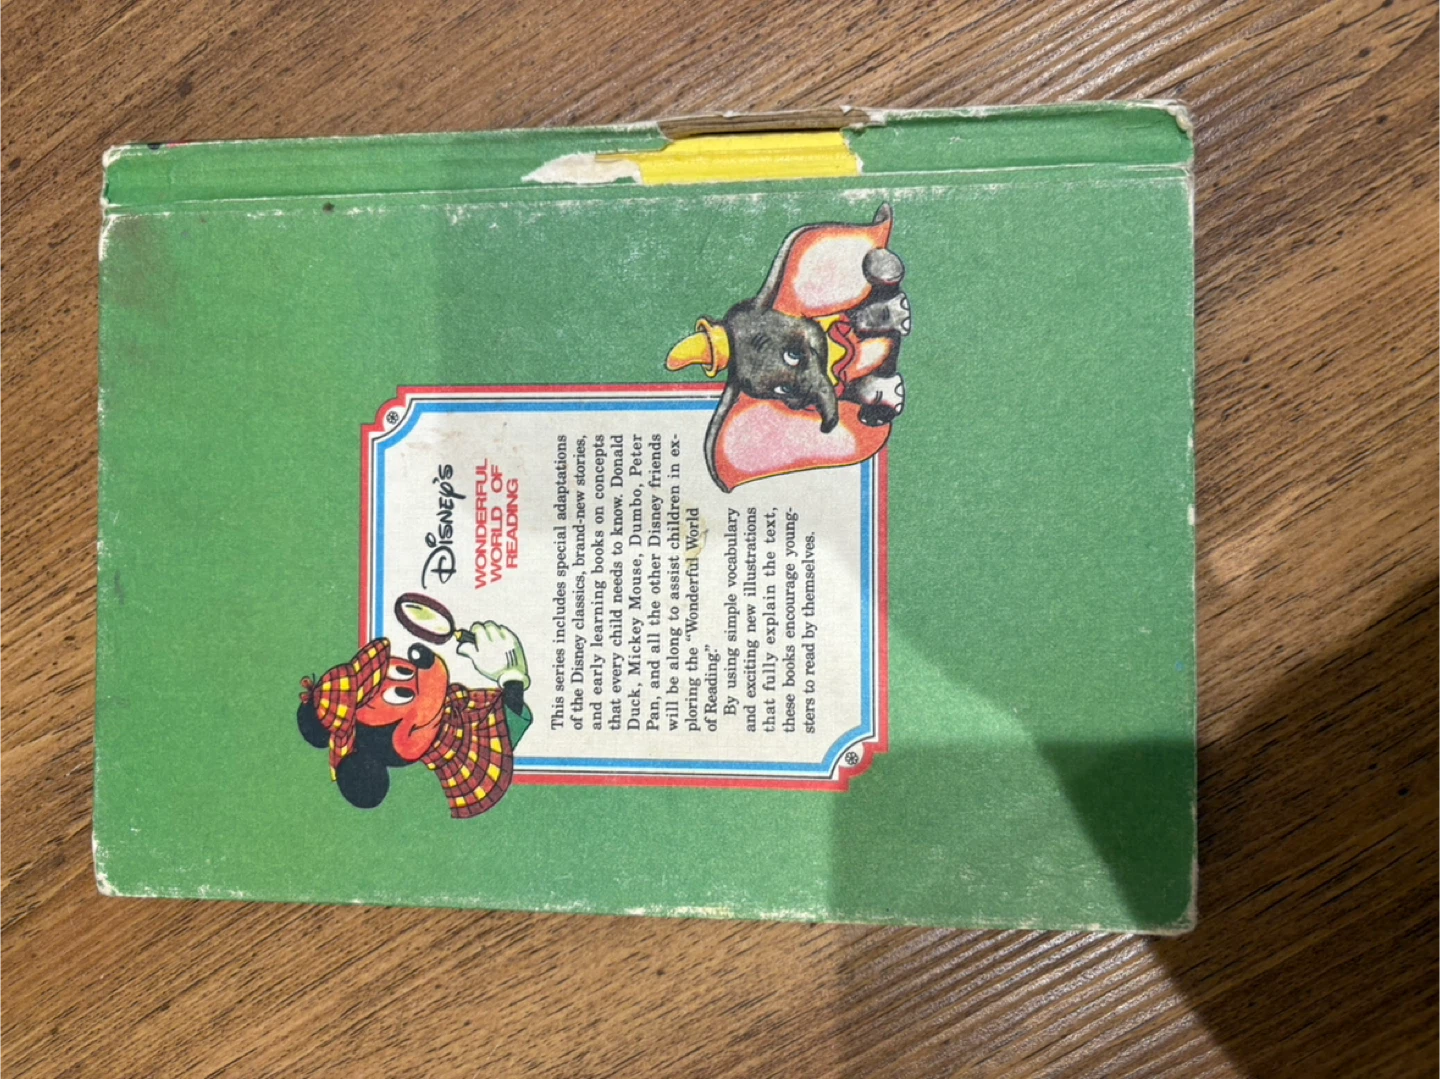 Disney's
WONDERFUL
WORLD OF
READING
This series includes special adaptations
of the Disney classics, brand-new stories,
and early learning books on concepts
that every child needs to know. Donald
Duck, Mickey Mouse, Dumbo, Peter
Pan, and all the other Disney friends
will be along to assist children in ex-
ploring the "Wonderful World
of Reading."
By using simple vocabulary
and exciting new illustrations
that fully explain the text,
these books encourage young-
sters to read by themselves.